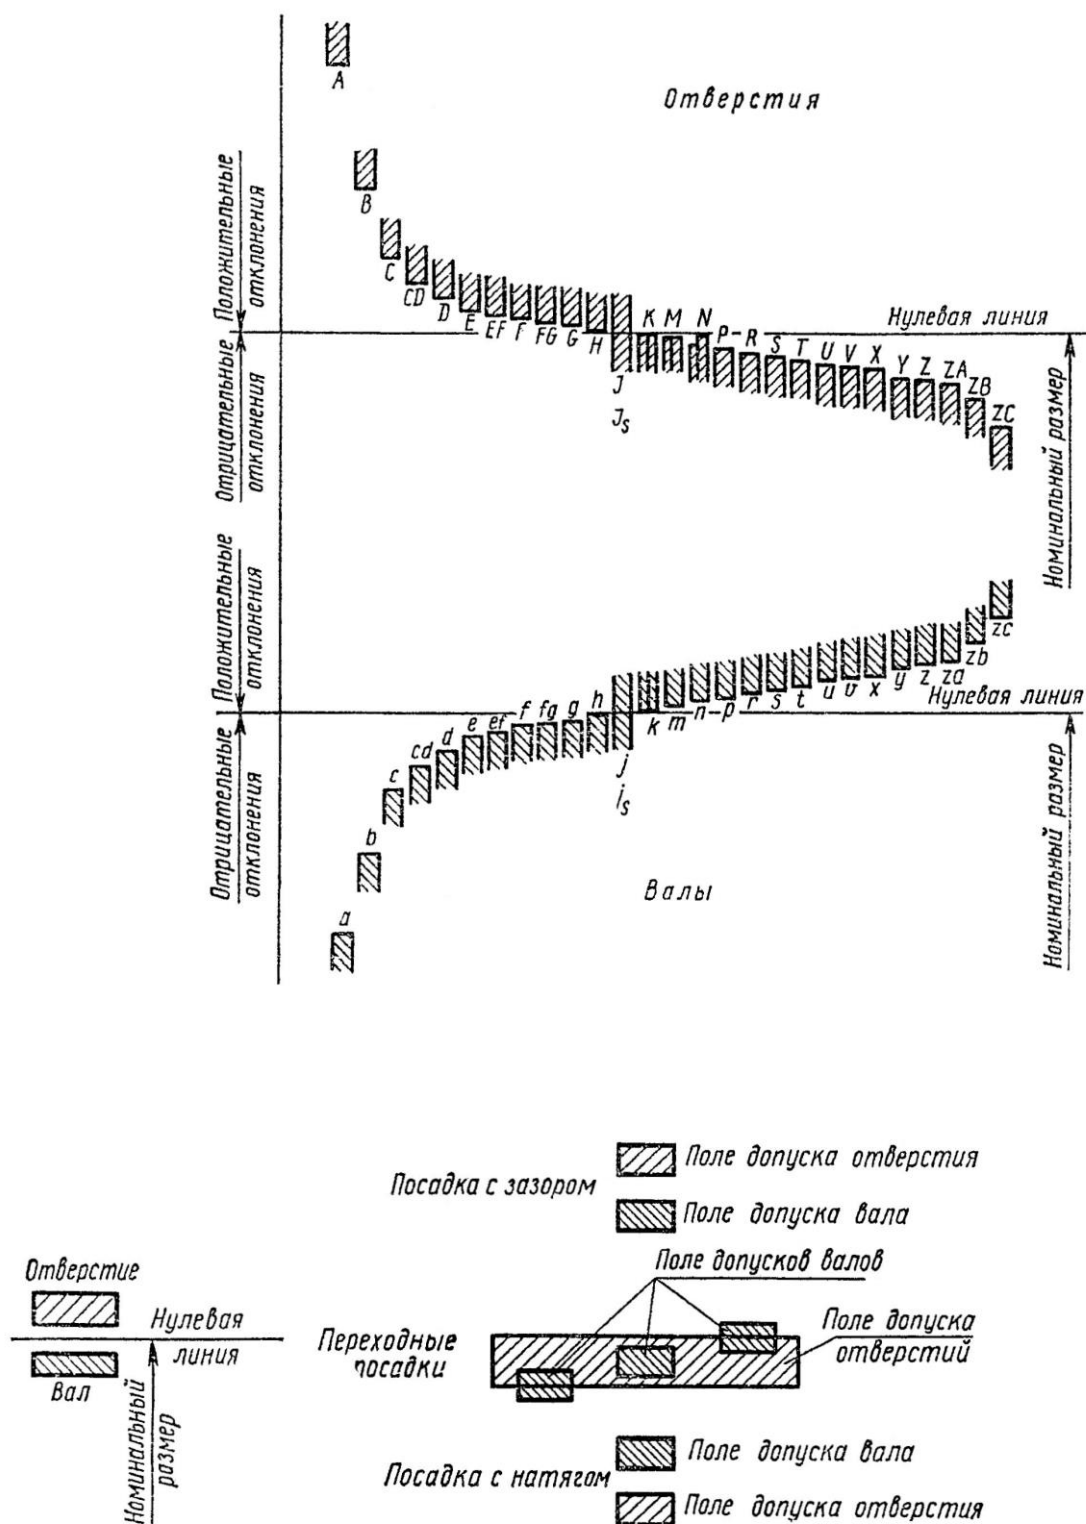 A
Отверстия
Положительные
отклонения
B
C
CD
D
E
EF
F
FG
G
H
K
M
N
P
R
S
T
U
V
X
Y
Z
ZA
ZB
ZC
Нулевая линия
J
Js
Отрицательные
отклонения
Номинальный размер
Положительные
отклонения
zc
zb
za
z
y
x
v
u
t
s
r
p
n
m
k
Нулевая линия
h
g
fg
f
ef
e
d
cd
c
b
a
j
js
Отрицательные
отклонения
Валы
Номинальный размер
Посадка с зазором
Поле допуска отверстия
Поле допуска вала
Отверстие
Нулевая
линия
Вал
Номинальный
размер
Поле допусков валов
Переходные
посадки
Поле допуска
отверстий
Посадка с натягом
Поле допуска вала
Поле допуска отверстия